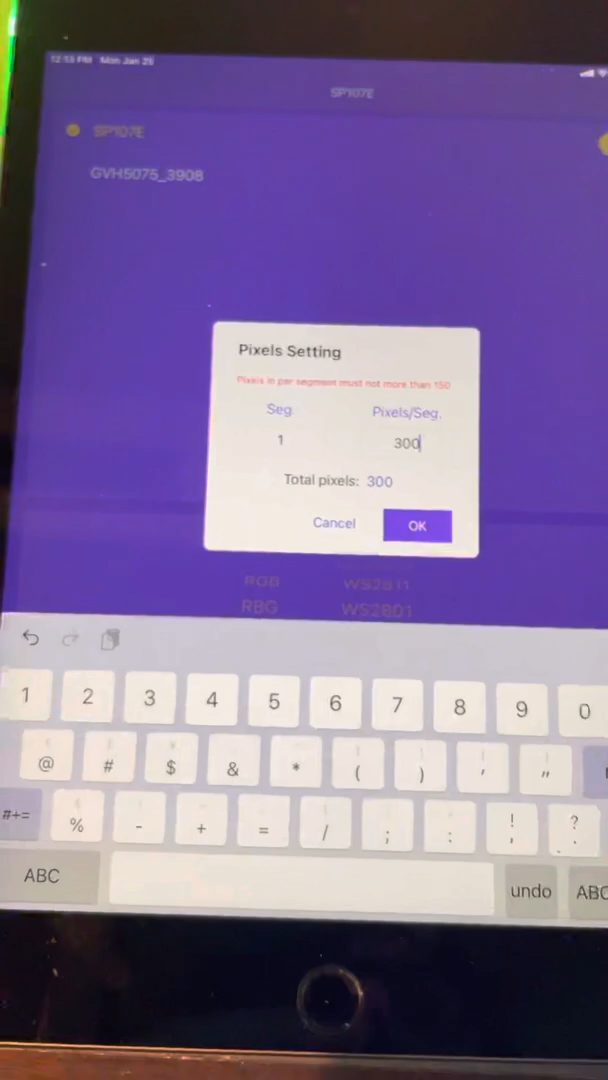 12:53 PM Mon Jan 25
SP107E
SP107E
GVH5075_3908
Pixels Setting
Pixels in per segment must not more than 150
Seg. Pixels/Seg.
1 300
Total pixels: 300
Cancel OK
RGB WS2811
RBG WS2801
1 2 3 4 5 6 7 8 9 0
@ # $ & * ( ) ' "
#+= % - + = / ; : ! , ? .
ABC undo ABC